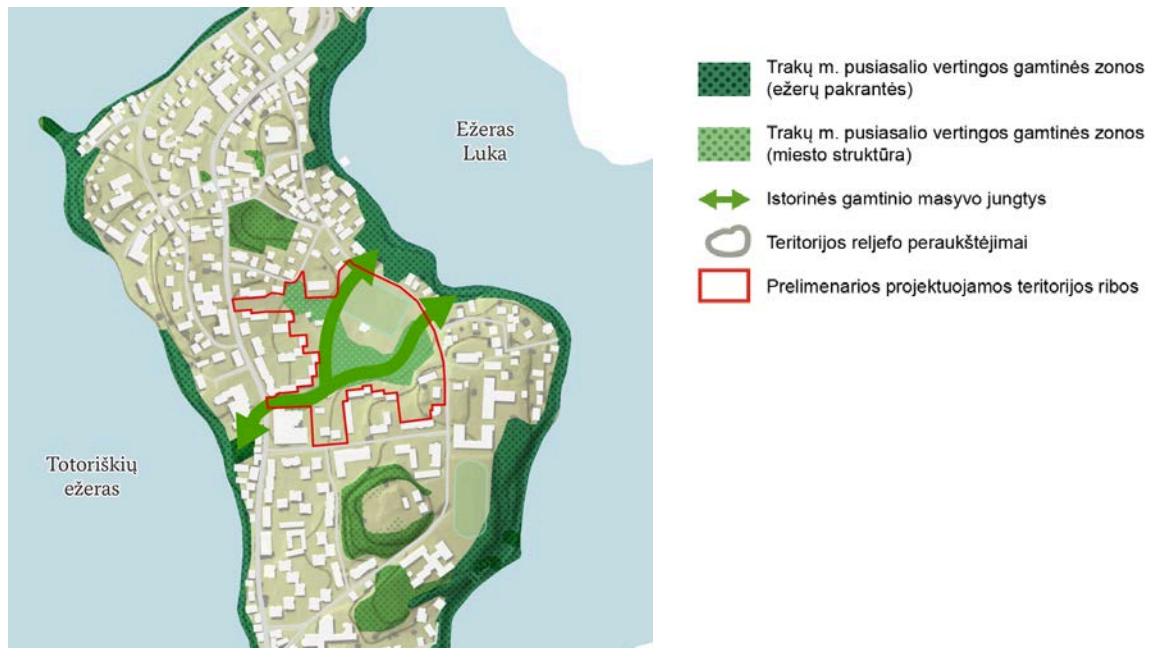 Ežeras
Luka
Totoriškių
ežeras
Trakų m. pusiasalio vertingos gamtinės zonos
(ežerų pakrantės)
Trakų m. pusiasalio vertingos gamtinės zonos
(miesto struktūra)
Istorinės gamtinio masyvo jungtys
Teritorijos reljefo peraukštėjimai
Prelimenarios projektuojamos teritorijos ribos